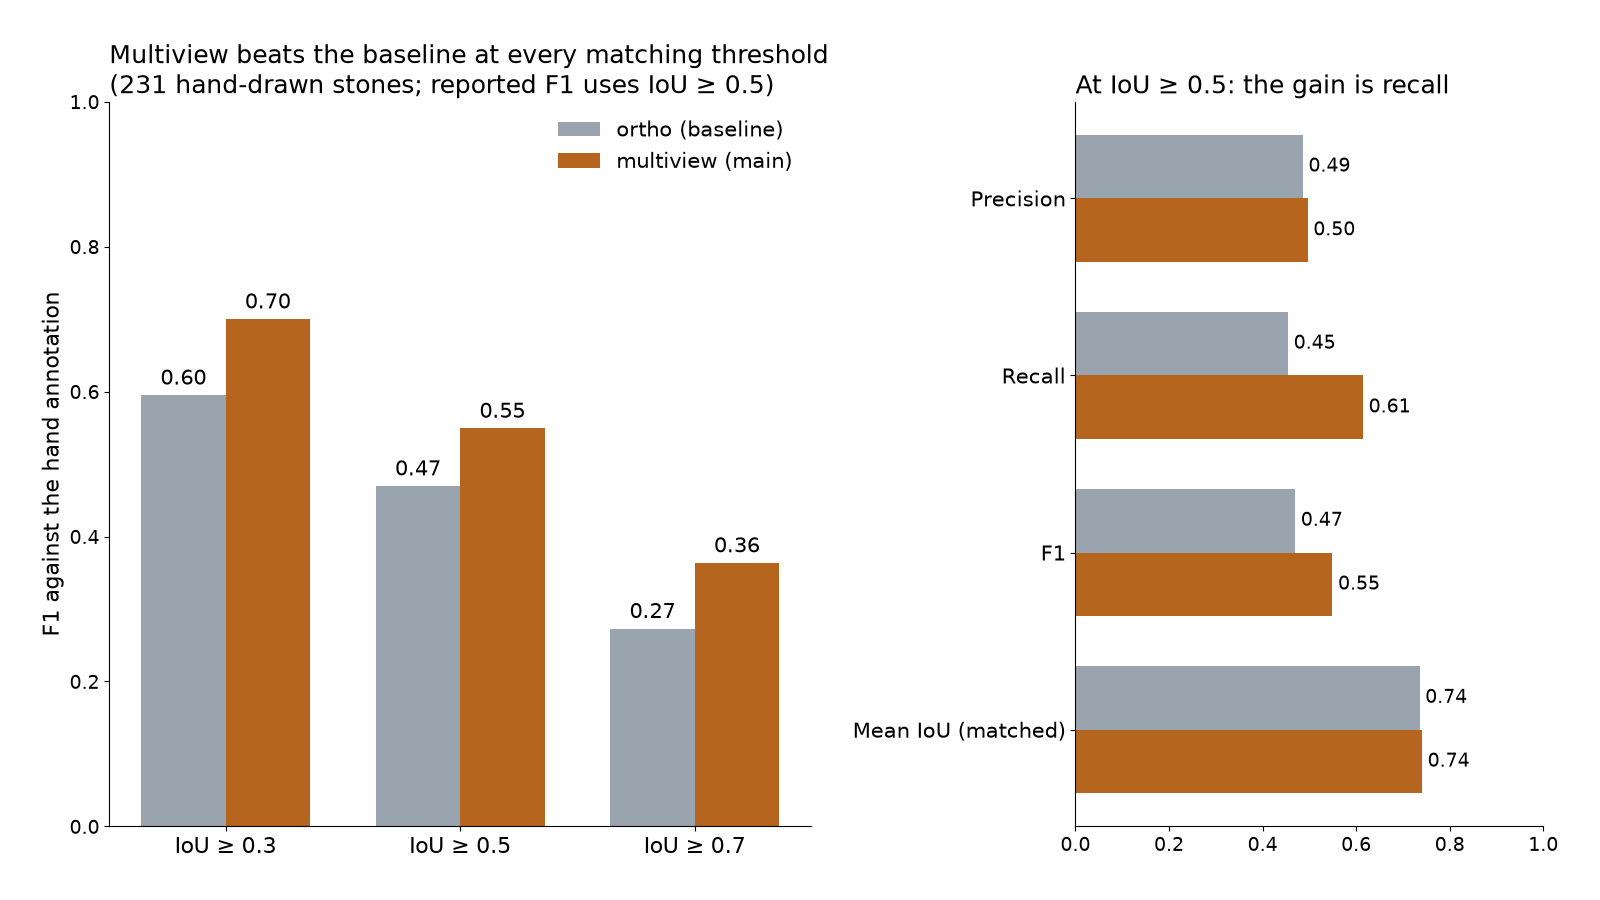 Multiview beats the baseline at every matching threshold
(231 hand-drawn stones; reported F1 uses IoU ≥ 0.5)
F1 against the hand annotation
1.0
0.8
0.6
0.4
0.2
0.0
ortho (baseline)
multiview (main)
0.60
0.70
0.47
0.55
0.27
0.36
IoU ≥ 0.3
IoU ≥ 0.5
IoU ≥ 0.7
At IoU ≥ 0.5: the gain is recall
Precision
0.49
0.50
Recall
0.45
0.61
F1
0.47
0.55
Mean IoU (matched)
0.74
0.74
0.0
0.2
0.4
0.6
0.8
1.0